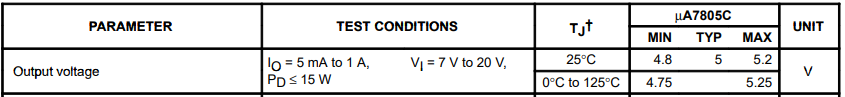 PARAMETER TEST CONDITIONS TJ† µA7805C UNIT
MIN TYP MAX
Output voltage IO = 5 mA to 1 A, VI = 7 V to 20 V, 25°C 4.8 5 5.2 V
PD ≤ 15 W 0°C to 125°C 4.75 5.25